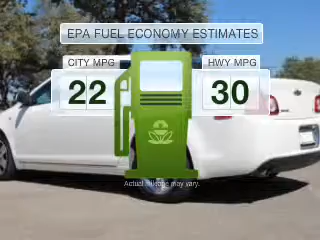 EPA FUEL ECONOMY ESTIMATES
CITY MPG
HWY MPG
22
30
Actual mileage may vary.